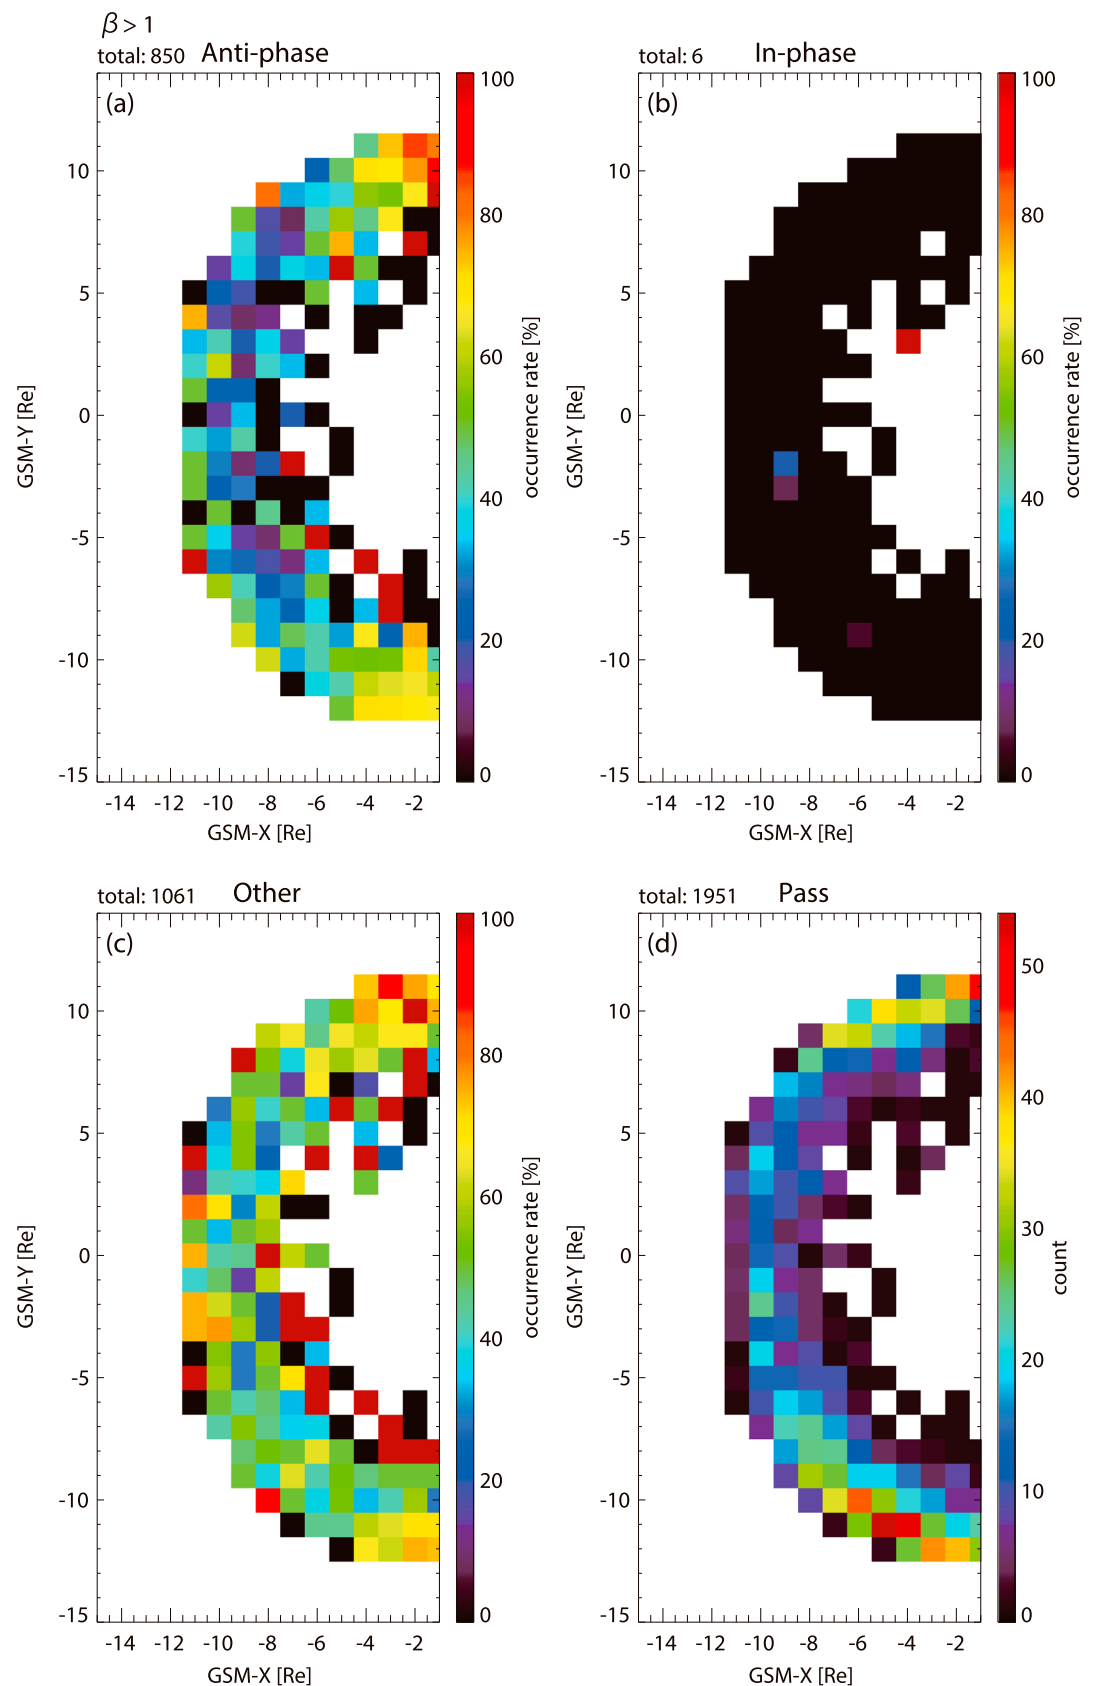 β > 1
total: 850 Anti-phase
total: 6 In-phase
(a)
(b)
100
80
60
40
20
0
occurrence rate [%]
100
80
60
40
20
0
occurrence rate [%]
10
5
0
-5
-10
-15
GSM-Y [Re]
10
5
0
-5
-10
-15
GSM-Y [Re]
-14 -12 -10 -8 -6 -4 -2
GSM-X [Re]
-14 -12 -10 -8 -6 -4 -2
GSM-X [Re]
total: 1061 Other
total: 1951 Pass
(c)
(d)
100
80
60
40
20
0
occurrence rate [%]
50
40
30
20
10
0
count
10
5
0
-5
-10
-15
GSM-Y [Re]
10
5
0
-5
-10
-15
GSM-Y [Re]
-14 -12 -10 -8 -6 -4 -2
GSM-X [Re]
-14 -12 -10 -8 -6 -4 -2
GSM-X [Re]